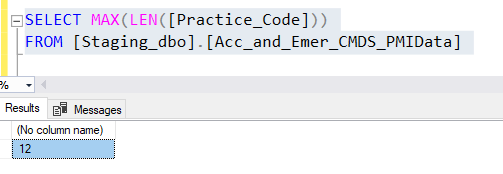 SELECT MAX(LEN([Practice_Code]))
FROM [Staging_dbo].[Acc_and_Emer_CMDS_PMIData]
%
Results Messages
(No column name)
12